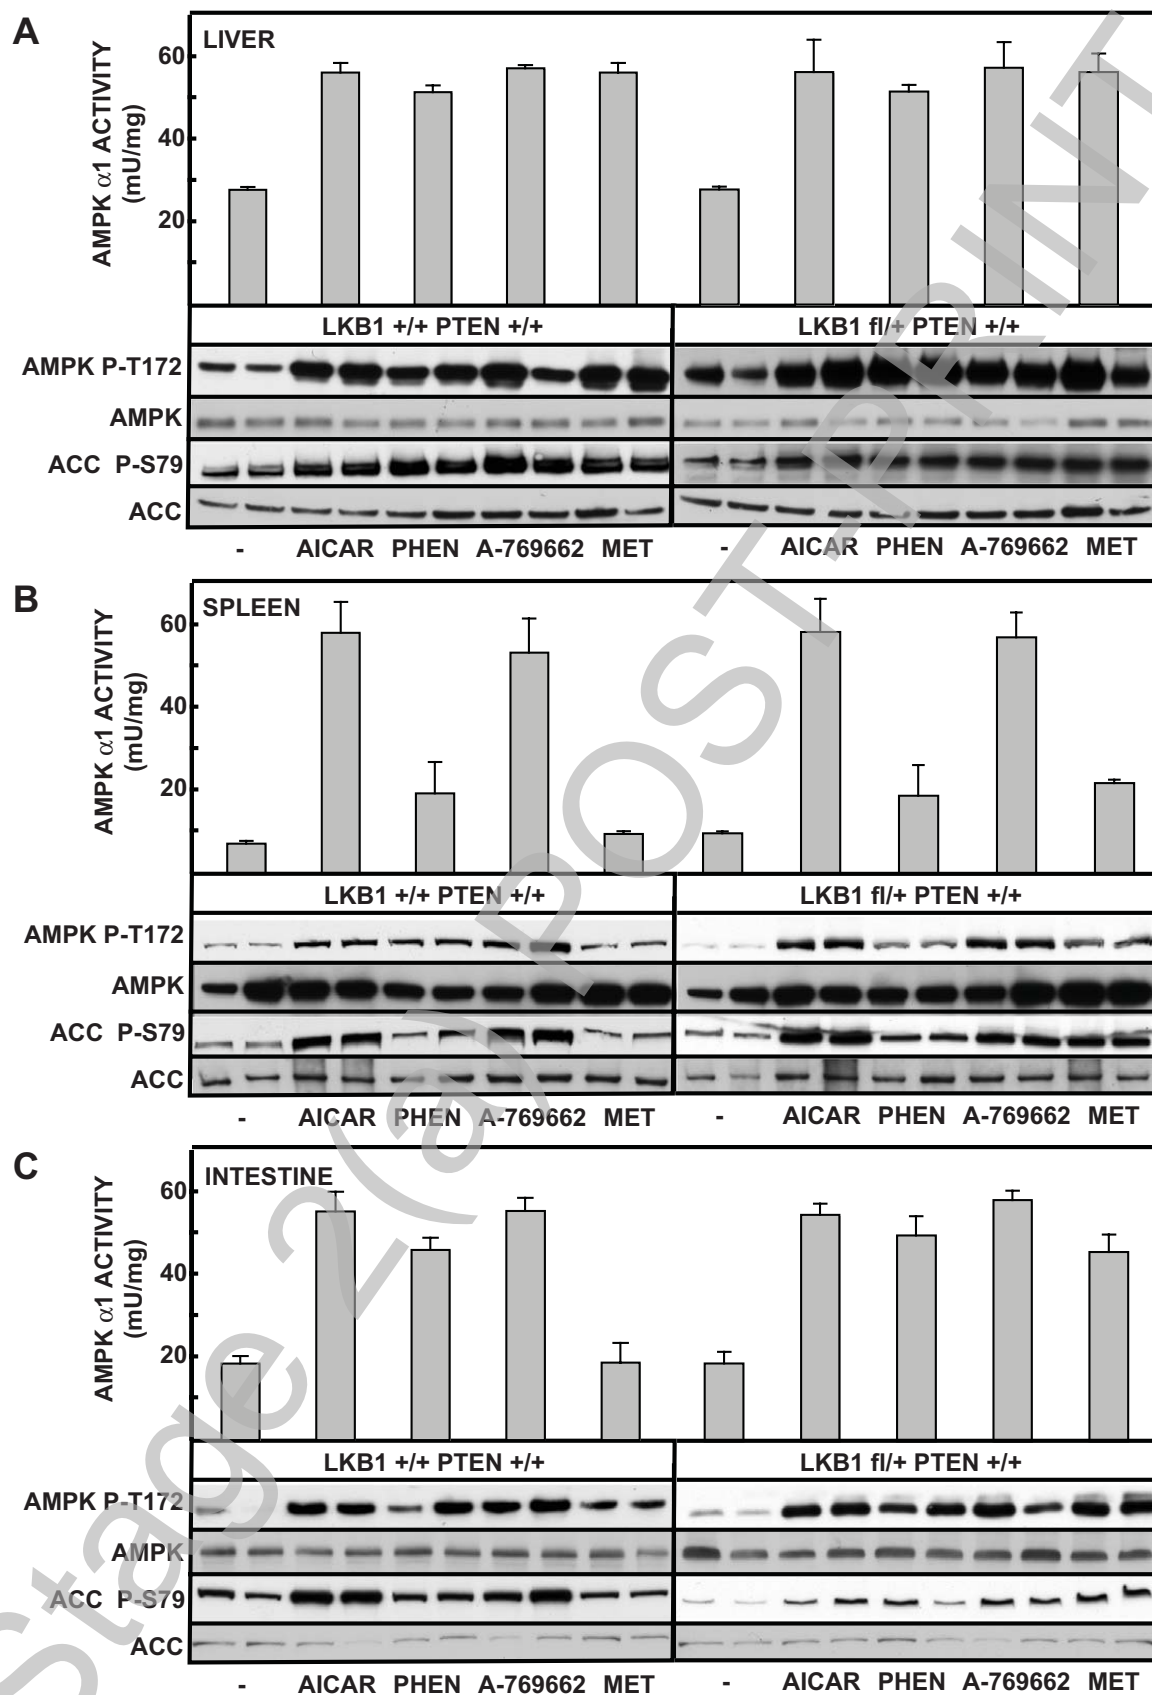 A
LIVER
AMPK α1 ACTIVITY
(mU/mg)
60
40
20
LKB1 +/+ PTEN +/+
LKB1 fl/+ PTEN +/+
AMPK P-T172
AMPK
ACC P-S79
ACC
- AICAR PHEN A-769662 MET - AICAR PHEN A-769662 MET
B
SPLEEN
AMPK α1 ACTIVITY
(mU/mg)
60
40
20
LKB1 +/+ PTEN +/+
LKB1 fl/+ PTEN +/+
AMPK P-T172
AMPK
ACC P-S79
ACC
- AICAR PHEN A-769662 MET - AICAR PHEN A-769662 MET
C
INTESTINE
AMPK α1 ACTIVITY
(mU/mg)
60
40
20
LKB1 +/+ PTEN +/+
LKB1 fl/+ PTEN +/+
AMPK P-T172
AMPK
ACC P-S79
ACC
- AICAR PHEN A-769662 MET - AICAR PHEN A-769662 MET
Stage 2(a) POST-PRINT